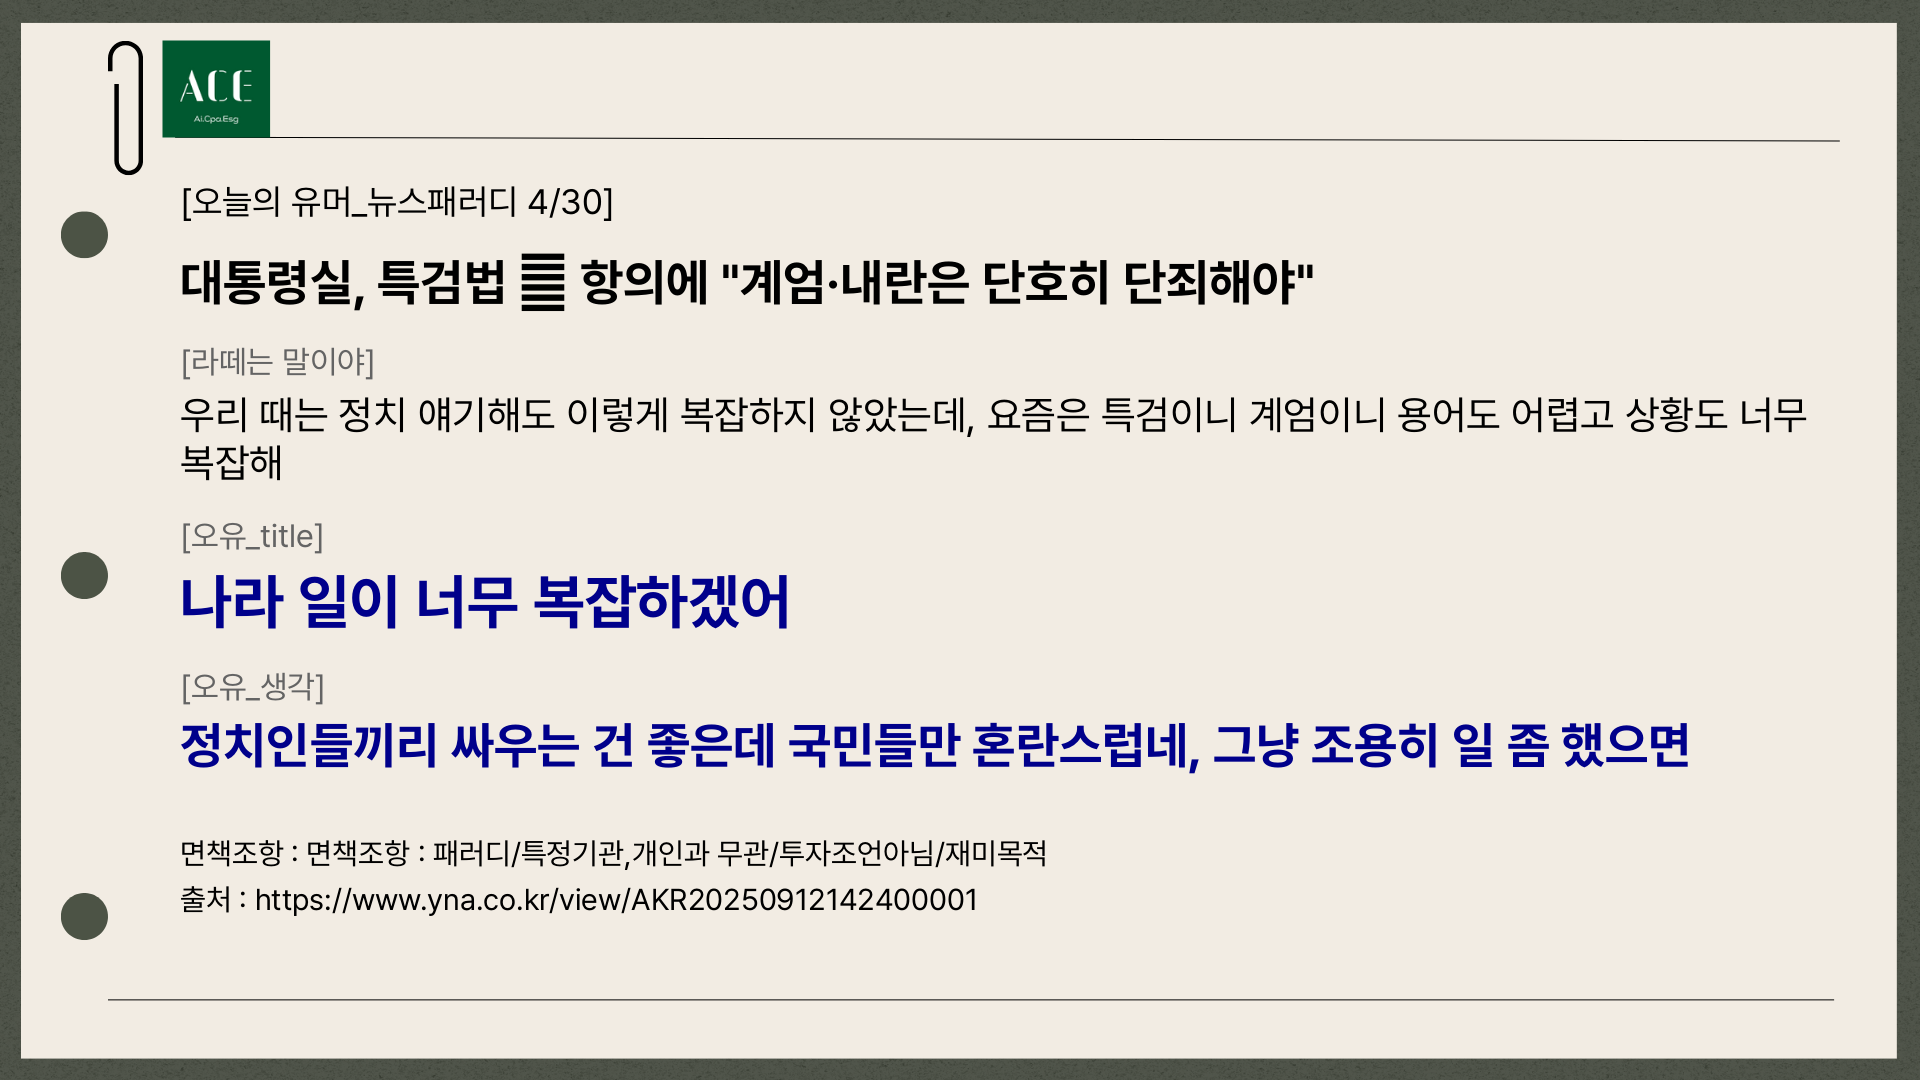 ACE
Ai.Cpa.Esg
[오늘의 유머_뉴스패러디 4/30]
대통령실, 특검법 항의에 "계엄·내란은 단호히 단죄해야"
[라떼는 말이야]
우리 때는 정치 얘기해도 이렇게 복잡하지 않았는데, 요즘은 특검이니 계엄이니 용어도 어렵고 상황도 너무
복잡해
[오유_title]
나라 일이 너무 복잡하겠어
[오유_생각]
정치인들끼리 싸우는 건 좋은데 국민들만 혼란스럽네, 그냥 조용히 일 좀 했으면
면책조항 : 면책조항 : 패러디/특정기관,개인과 무관/투자조언아님/재미목적
출처 : https://www.yna.co.kr/view/AKR20250912142400001